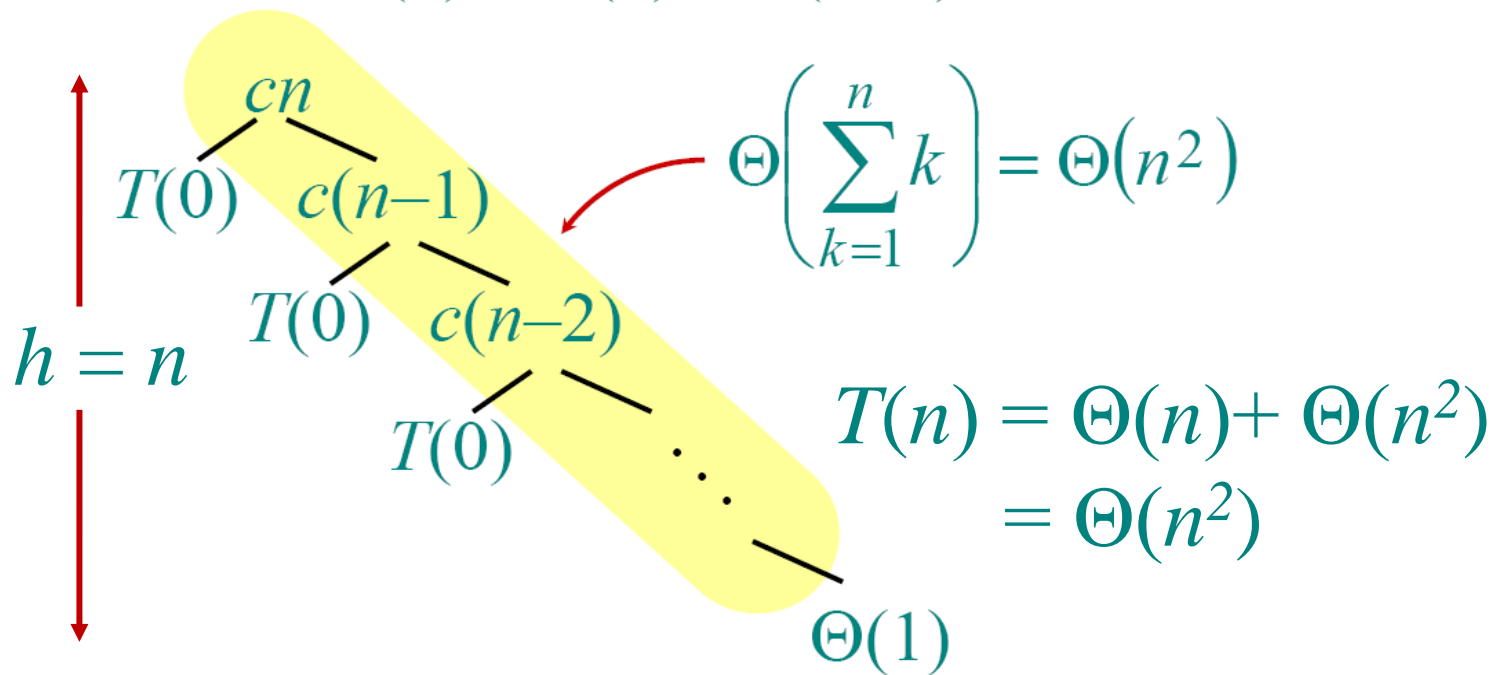 cn
T(0) c(n–1)
T(0) c(n–2)
T(0)
. . .
Θ(1)
h = n
Θ(∑_{k=1}^{n} k) = Θ(n²)
T(n) = Θ(n)+ Θ(n²)
= Θ(n²)